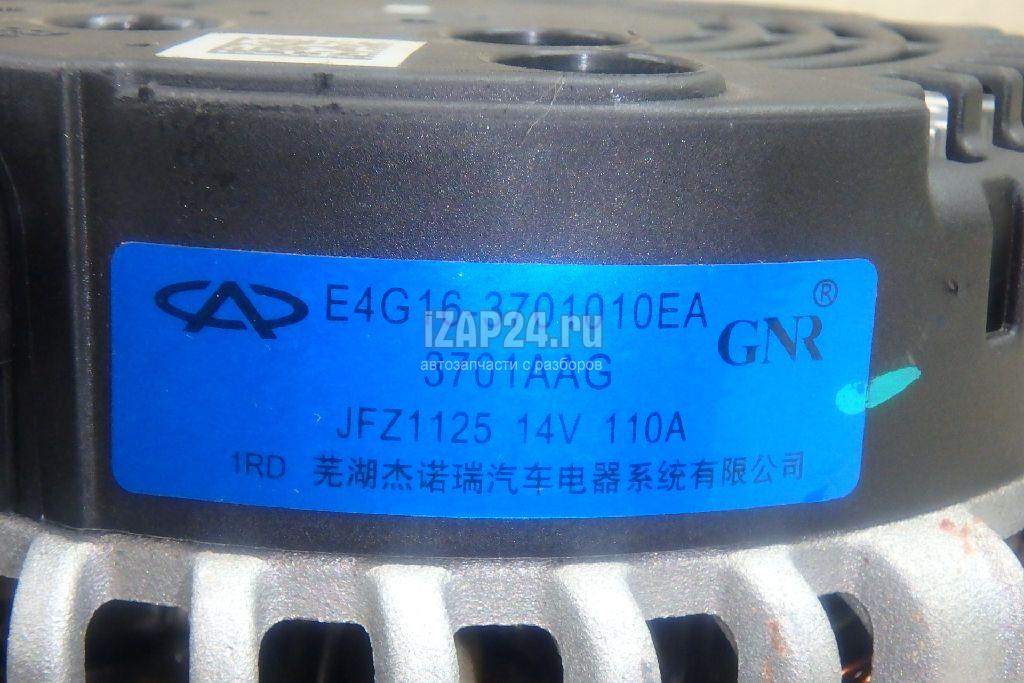 E4G16-3701010EA
GNR®
3701AAG
JFZ1125 14V 110A
1RD 芜湖杰诺瑞汽车电器系统有限公司
iZAP24.ru
автозапчасти с разборов